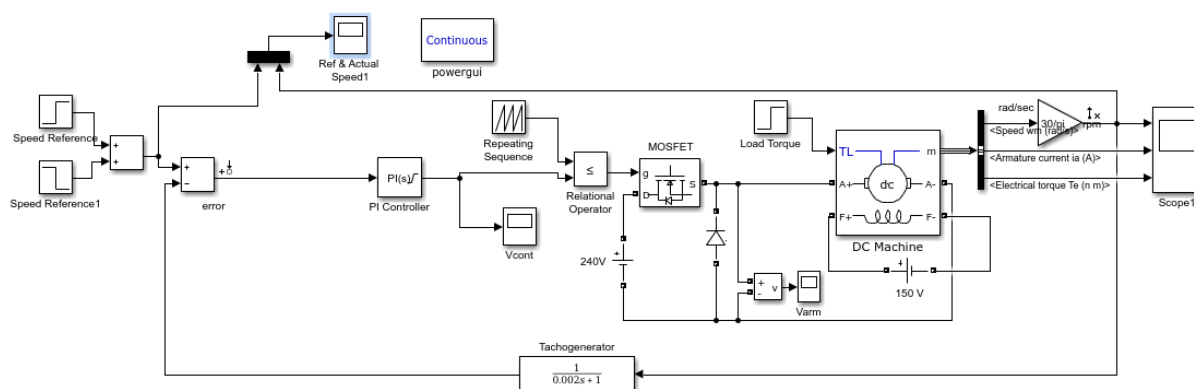 Ref & Actual
Speed1
Continuous
powergui
Speed Reference
+
+
Speed Reference1
+
−
error
PI(s)
PI Controller
Vcont
Repeating
Sequence
≤
Relational
Operator
MOSFET
g
D
S
240V
+
Load Torque
TL
m
A+
dc
A-
F+
F-
DC Machine
+
150 V
+
-
v
Varm
rad/sec
30/pi
rpm
<Speed wm (rad/s)>
<Armature current ia (A)>
<Electrical torque Te (n m)>
Scope1
Tachogenerator
1
0.002s + 1